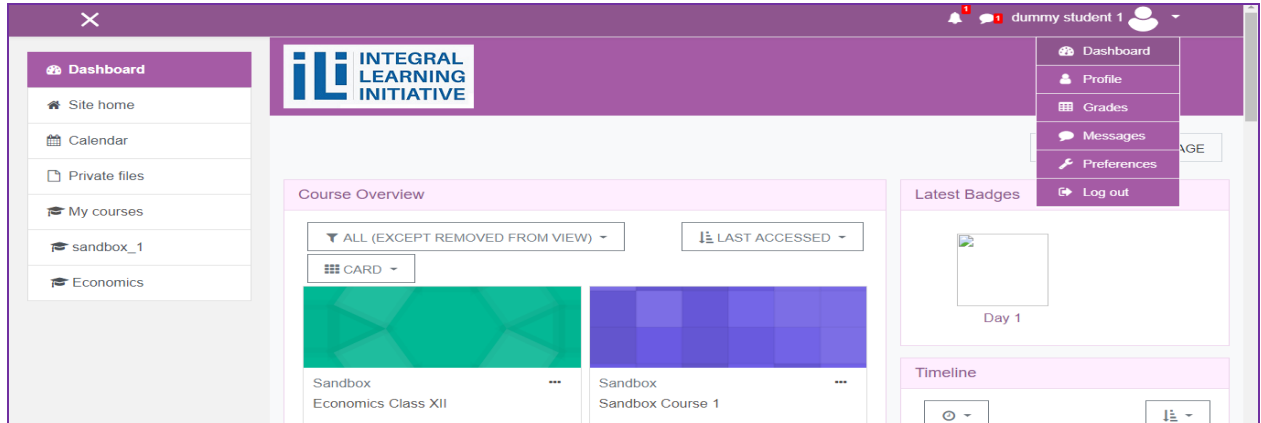 1 1 dummy student 1
Dashboard
Site home
Calendar
Private files
My courses
sandbox_1
Economics
INTEGRAL
LEARNING
INITIATIVE
iLi
Dashboard
Profile
Grades
Messages
Preferences
Log out
AGE
Course Overview
ALL (EXCEPT REMOVED FROM VIEW)
LAST ACCESSED
CARD
Sandbox
Economics Class XII
Sandbox
Sandbox Course 1
Latest Badges
Day 1
Timeline